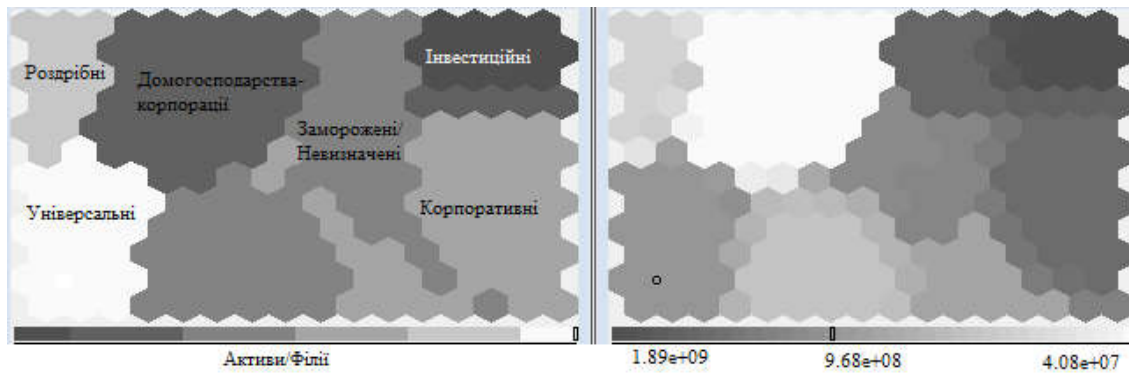 Роздрібні
Домогосподарства-
корпорації
Інвестиційні
Заморожені/
Невизначені
Універсальні
Корпоративні
Активи/Філії
1.89e+09
9.68e+08
4.08e+07